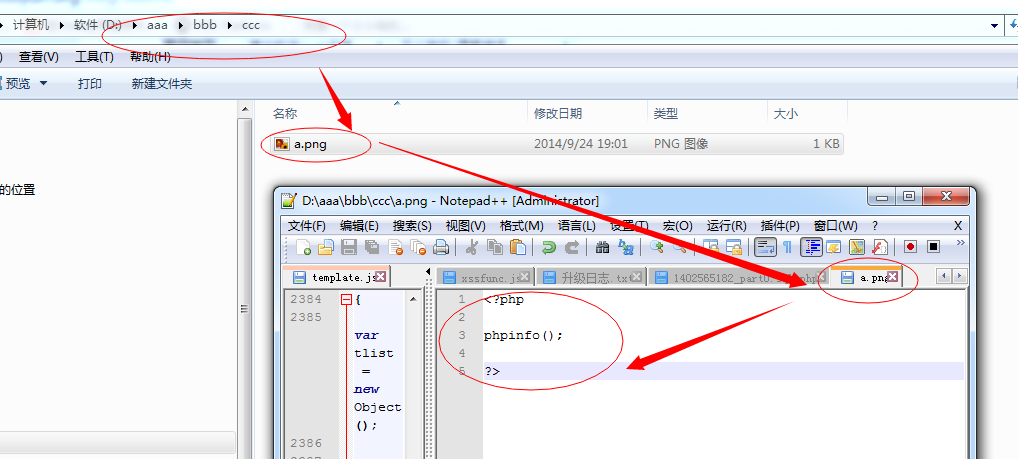 计算机 ▸ 软件 (D:) ▸ aaa ▸ bbb ▸ ccc
) 查看(V) 工具(T) 帮助(H)
预览 打印 新建文件夹
名称 修改日期 类型 大小
a.png 2014/9/24 19:01 PNG 图像 1 KB
的位置
D:\aaa\bbb\ccc\a.png - Notepad++ [Administrator]
文件(F) 编辑(E) 搜索(S) 视图(V) 格式(M) 语言(L) 设置(T) 宏(O) 运行(R) 插件(P) 窗口(W) ? X
template.js xssfunc.js 升级日志.txt 1402565182_part0. php a.png
2384 {
2385
var
tlist
=
new
Object
();
2386
1 <?php
2
3 phpinfo();
4
5 ?>